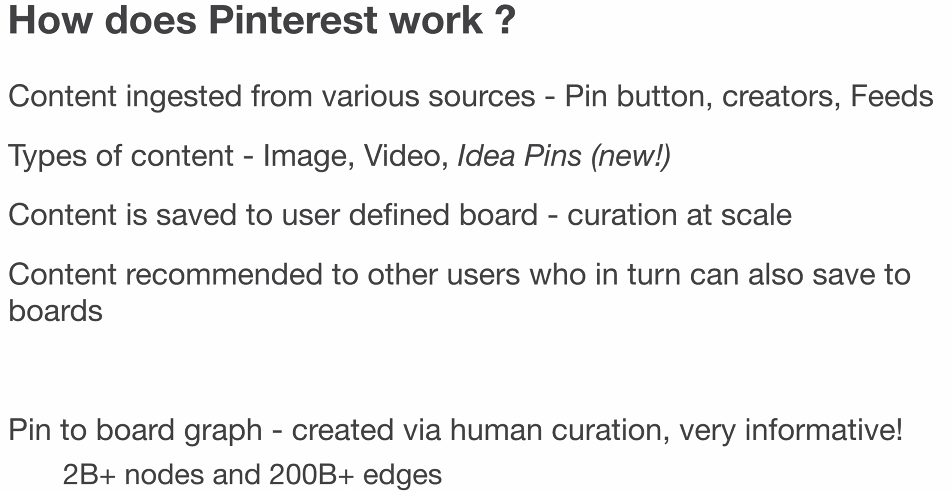 How does Pinterest work ?
Content ingested from various sources - Pin button, creators, Feeds
Types of content - Image, Video, Idea Pins (new!)
Content is saved to user defined board - curation at scale
Content recommended to other users who in turn can also save to
boards
Pin to board graph - created via human curation, very informative!
2B+ nodes and 200B+ edges